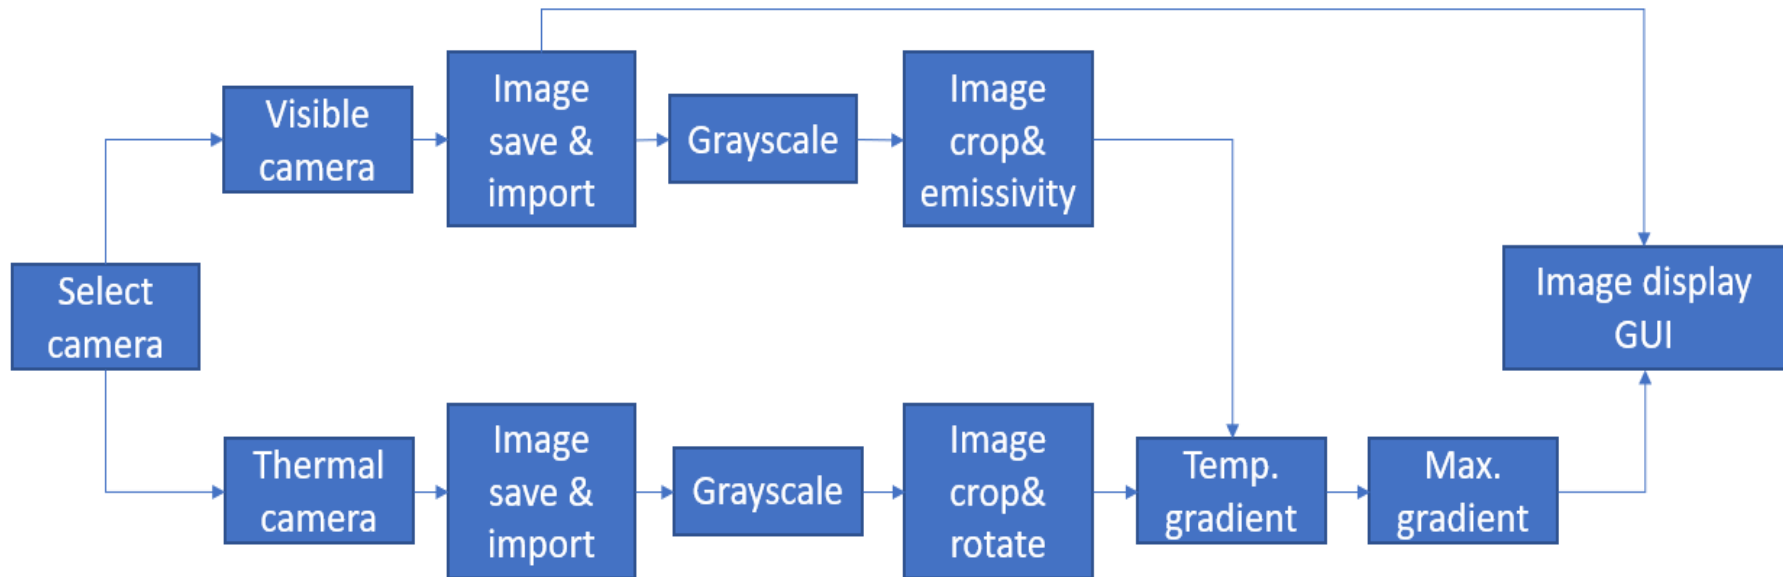 Visible
camera
Image
save &
import
Grayscale
Image
crop&
emissivity
Select
camera
Image display
GUI
Thermal
camera
Image
save &
import
Grayscale
Image
crop&
rotate
Temp.
gradient
Max.
gradient